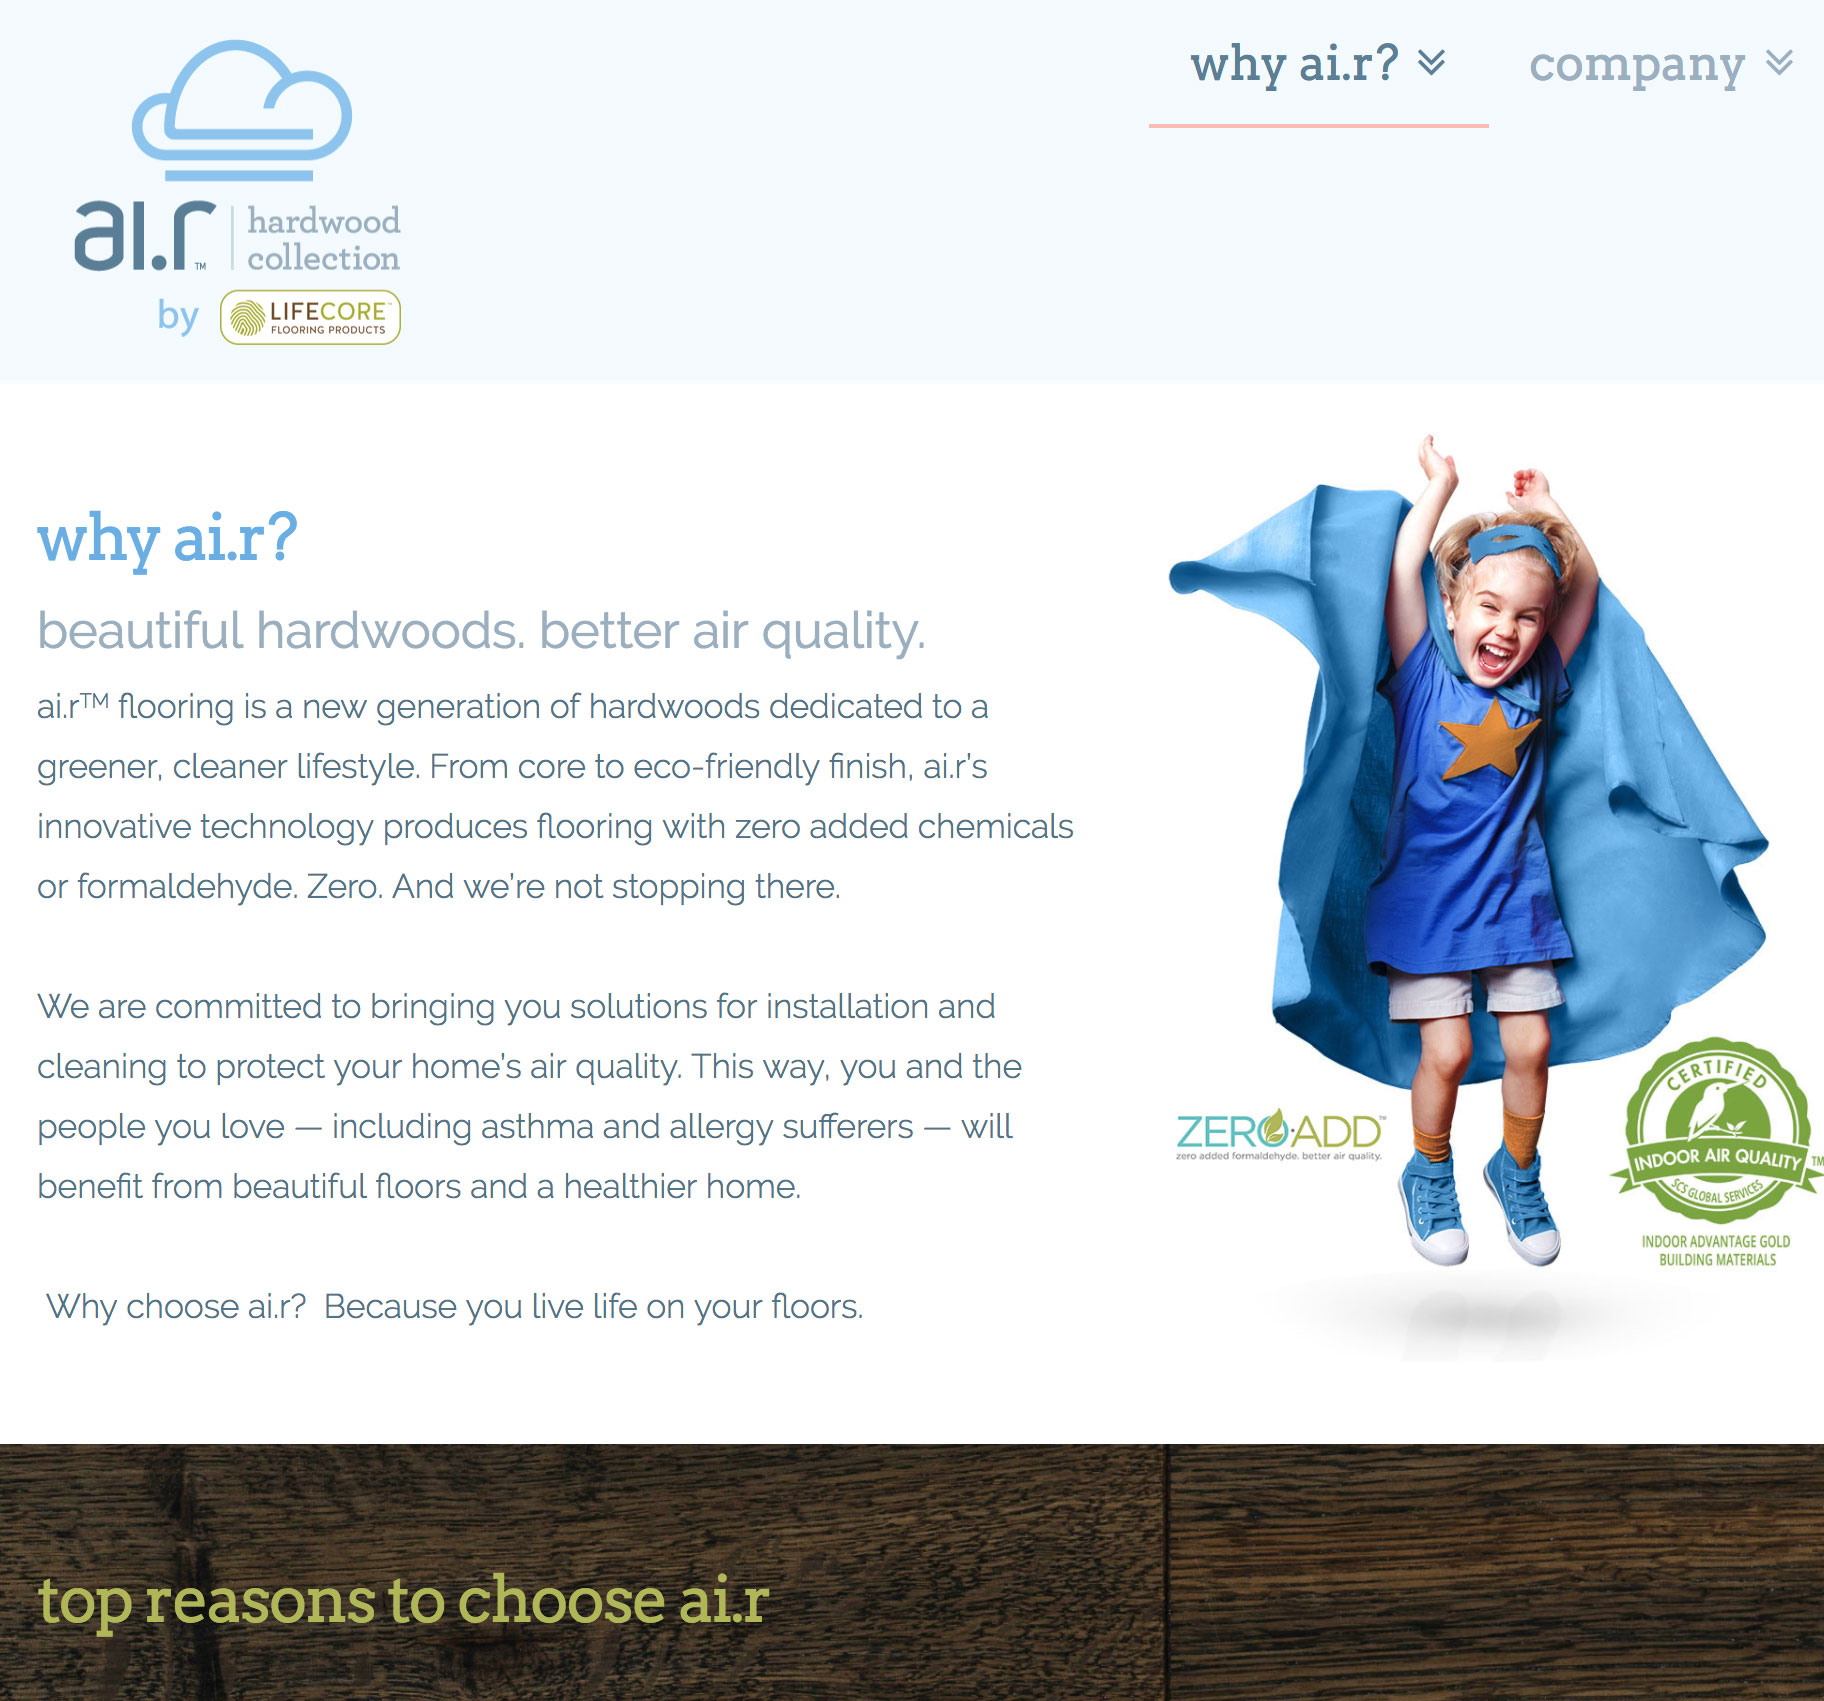 why ai.r?
company
ai.r™
hardwood
collection
by
LIFECORE™
FLOORING PRODUCTS
why ai.r?
beautiful hardwoods. better air quality.
ai.r™ flooring is a new generation of hardwoods dedicated to a
greener, cleaner lifestyle. From core to eco-friendly finish, ai.r's
innovative technology produces flooring with zero added chemicals
or formaldehyde. Zero. And we're not stopping there.
We are committed to bringing you solutions for installation and
cleaning to protect your home's air quality. This way, you and the
people you love — including asthma and allergy sufferers — will
benefit from beautiful floors and a healthier home.
Why choose ai.r?  Because you live life on your floors.
ZERO·ADD™
zero added formaldehyde. better air quality.
CERTIFIED
INDOOR AIR QUALITY™
SCS GLOBAL SERVICES
INDOOR ADVANTAGE GOLD
BUILDING MATERIALS
top reasons to choose ai.r